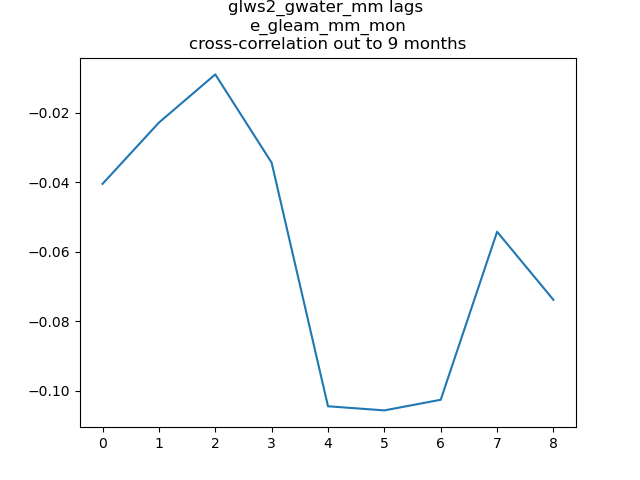 glws2_gwater_mm lags
e_gleam_mm_mon
cross-correlation out to 9 months
−0.02
−0.04
−0.06
−0.08
−0.10
0 1 2 3 4 5 6 7 8